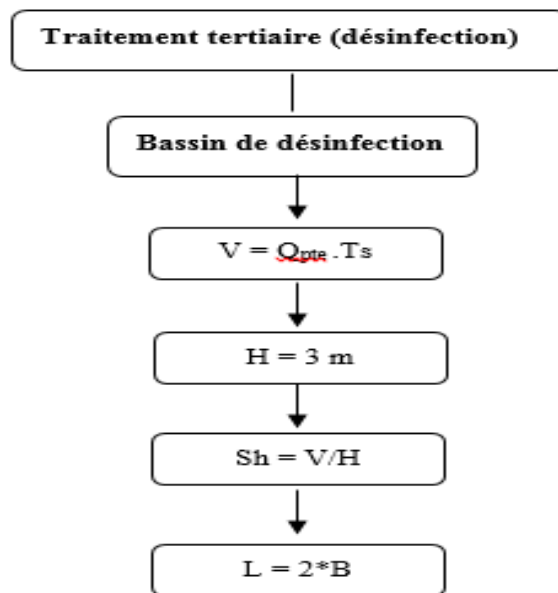 Traitement tertiaire (désinfection)
Bassin de désinfection
V = Qpte .Ts
H = 3 m
Sh = V/H
L = 2*B